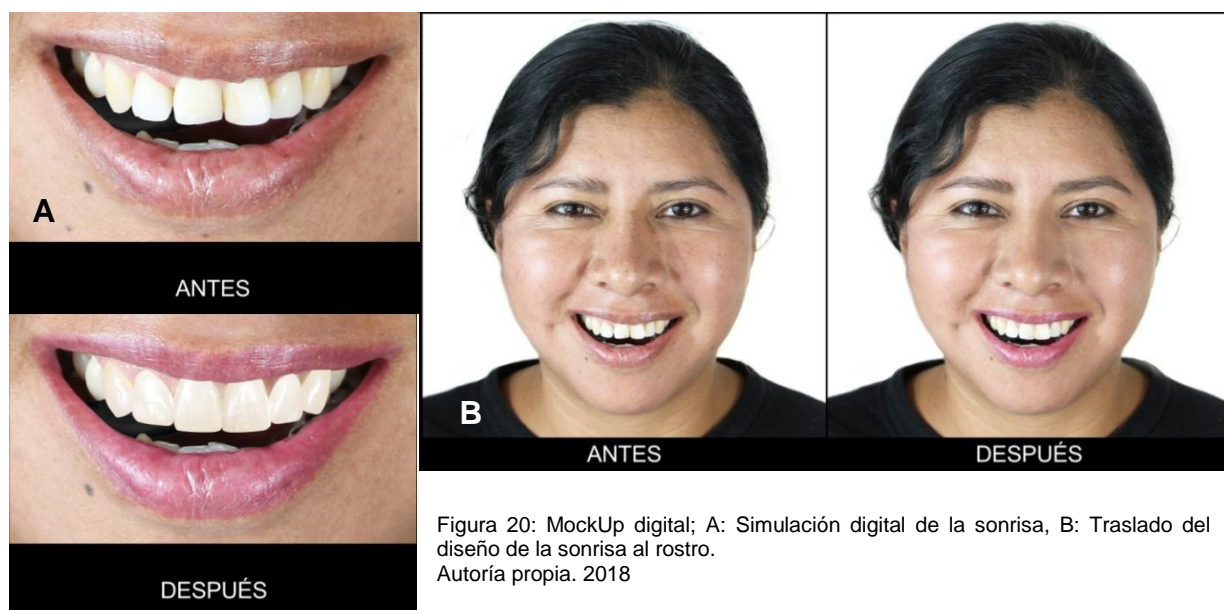 A
ANTES
DESPUÉS
B
ANTES
DESPUÉS
Figura 20: MockUp digital; A: Simulación digital de la sonrisa, B: Traslado del
diseño de la sonrisa al rostro.
Autoría propia. 2018